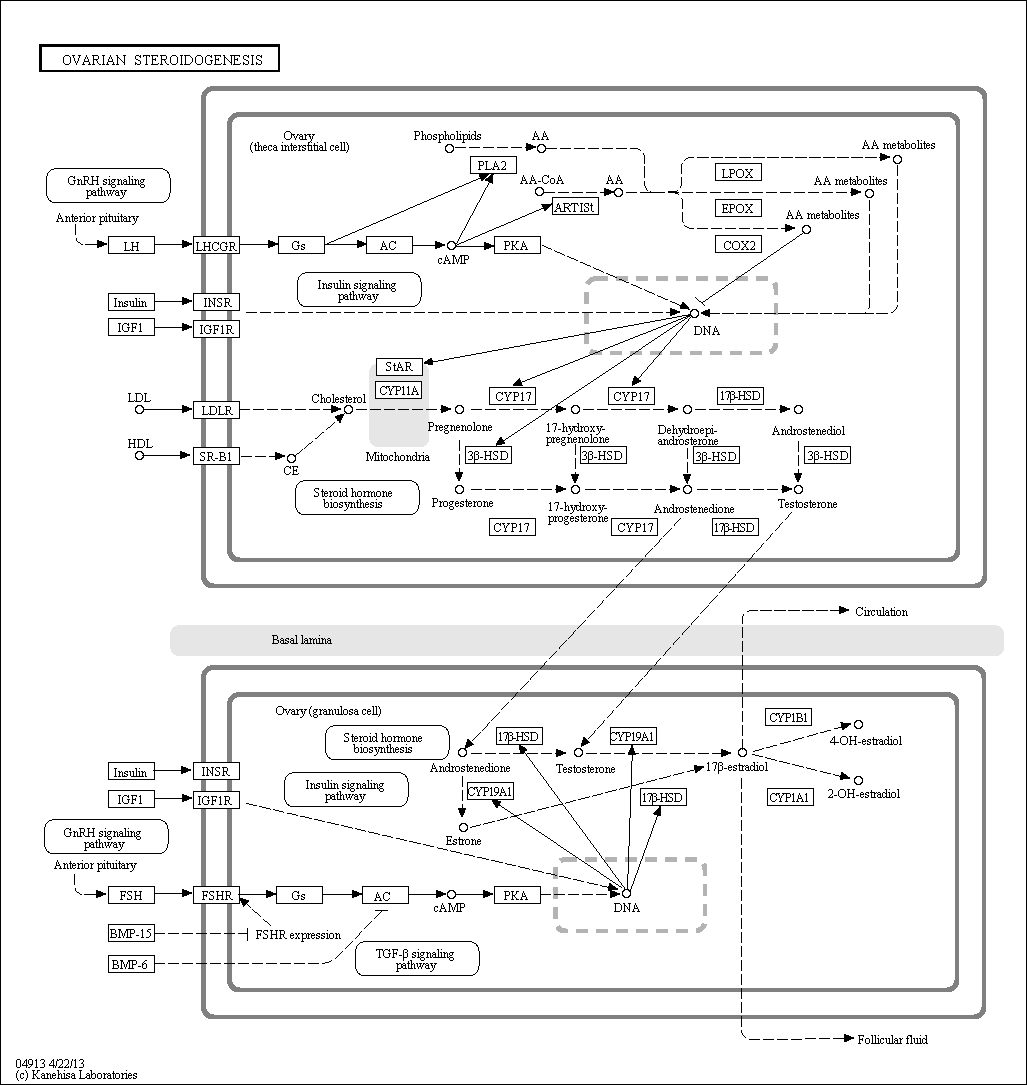 OVARIAN STEROIDOGENESIS
Ovary
(theca interstitial cell)
Phospholipids
AA
AA metabolites
PLA2
LPOX
GnRH signaling
pathway
AA-CoA
AA
AA metabolites
ARTISt
EPOX
Anterior pituitary
AA metabolites
LH
LHCGR
Gs
AC
cAMP
PKA
COX2
Insulin signaling
pathway
Insulin
INSR
IGF1
IGF1R
DNA
StAR
CYP11A
CYP17
CYP17
17β-HSD
LDL
LDLR
Cholesterol
Pregnenolone
17-hydroxy-
pregnenolone
Dehydroepi-
androsterone
Androstenediol
HDL
SR-B1
CE
Mitochondria
3β-HSD
3β-HSD
3β-HSD
3β-HSD
Steroid hormone
biosynthesis
Progesterone
17-hydroxy-
progesterone
Androstenedione
Testosterone
CYP17
CYP17
17β-HSD
Circulation
Basal lamina
Ovary (granulosa cell)
Steroid hormone
biosynthesis
17β-HSD
CYP19A1
CYP1B1
4-OH-estradiol
Androstenedione
Testosterone
17β-estradiol
Insulin
INSR
Insulin signaling
pathway
CYP19A1
17β-HSD
CYP1A1
2-OH-estradiol
IGF1
IGF1R
Estrone
GnRH signaling
pathway
Anterior pituitary
FSH
FSHR
Gs
AC
cAMP
PKA
DNA
BMP-15
FSHR expression
BMP-6
TGF-β signaling
pathway
Follicular fluid
04913 4/22/13
(c) Kanehisa Laboratories